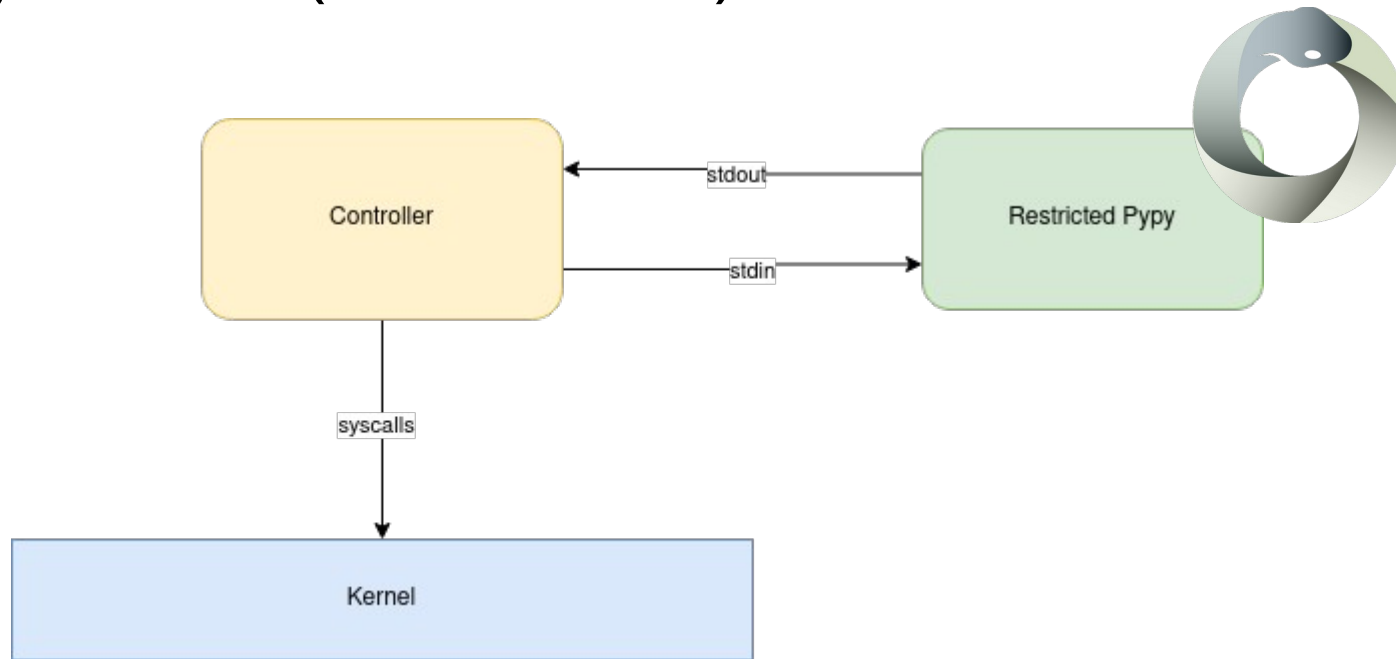 stdout
Controller
Restricted Pypy
stdin
syscalls
Kernel